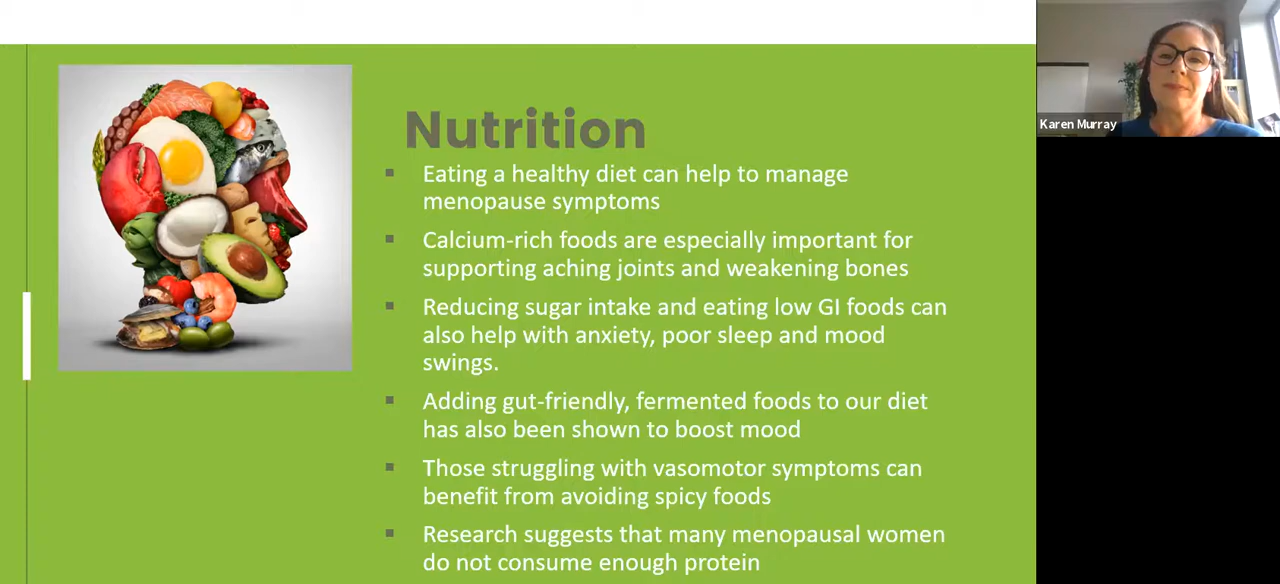 Nutrition
Eating a healthy diet can help to manage
menopause symptoms
Calcium-rich foods are especially important for
supporting aching joints and weakening bones
Reducing sugar intake and eating low GI foods can
also help with anxiety, poor sleep and mood
swings.
Adding gut-friendly, fermented foods to our diet
has also been shown to boost mood
Those struggling with vasomotor symptoms can
benefit from avoiding spicy foods
Research suggests that many menopausal women
do not consume enough protein
Karen Murray